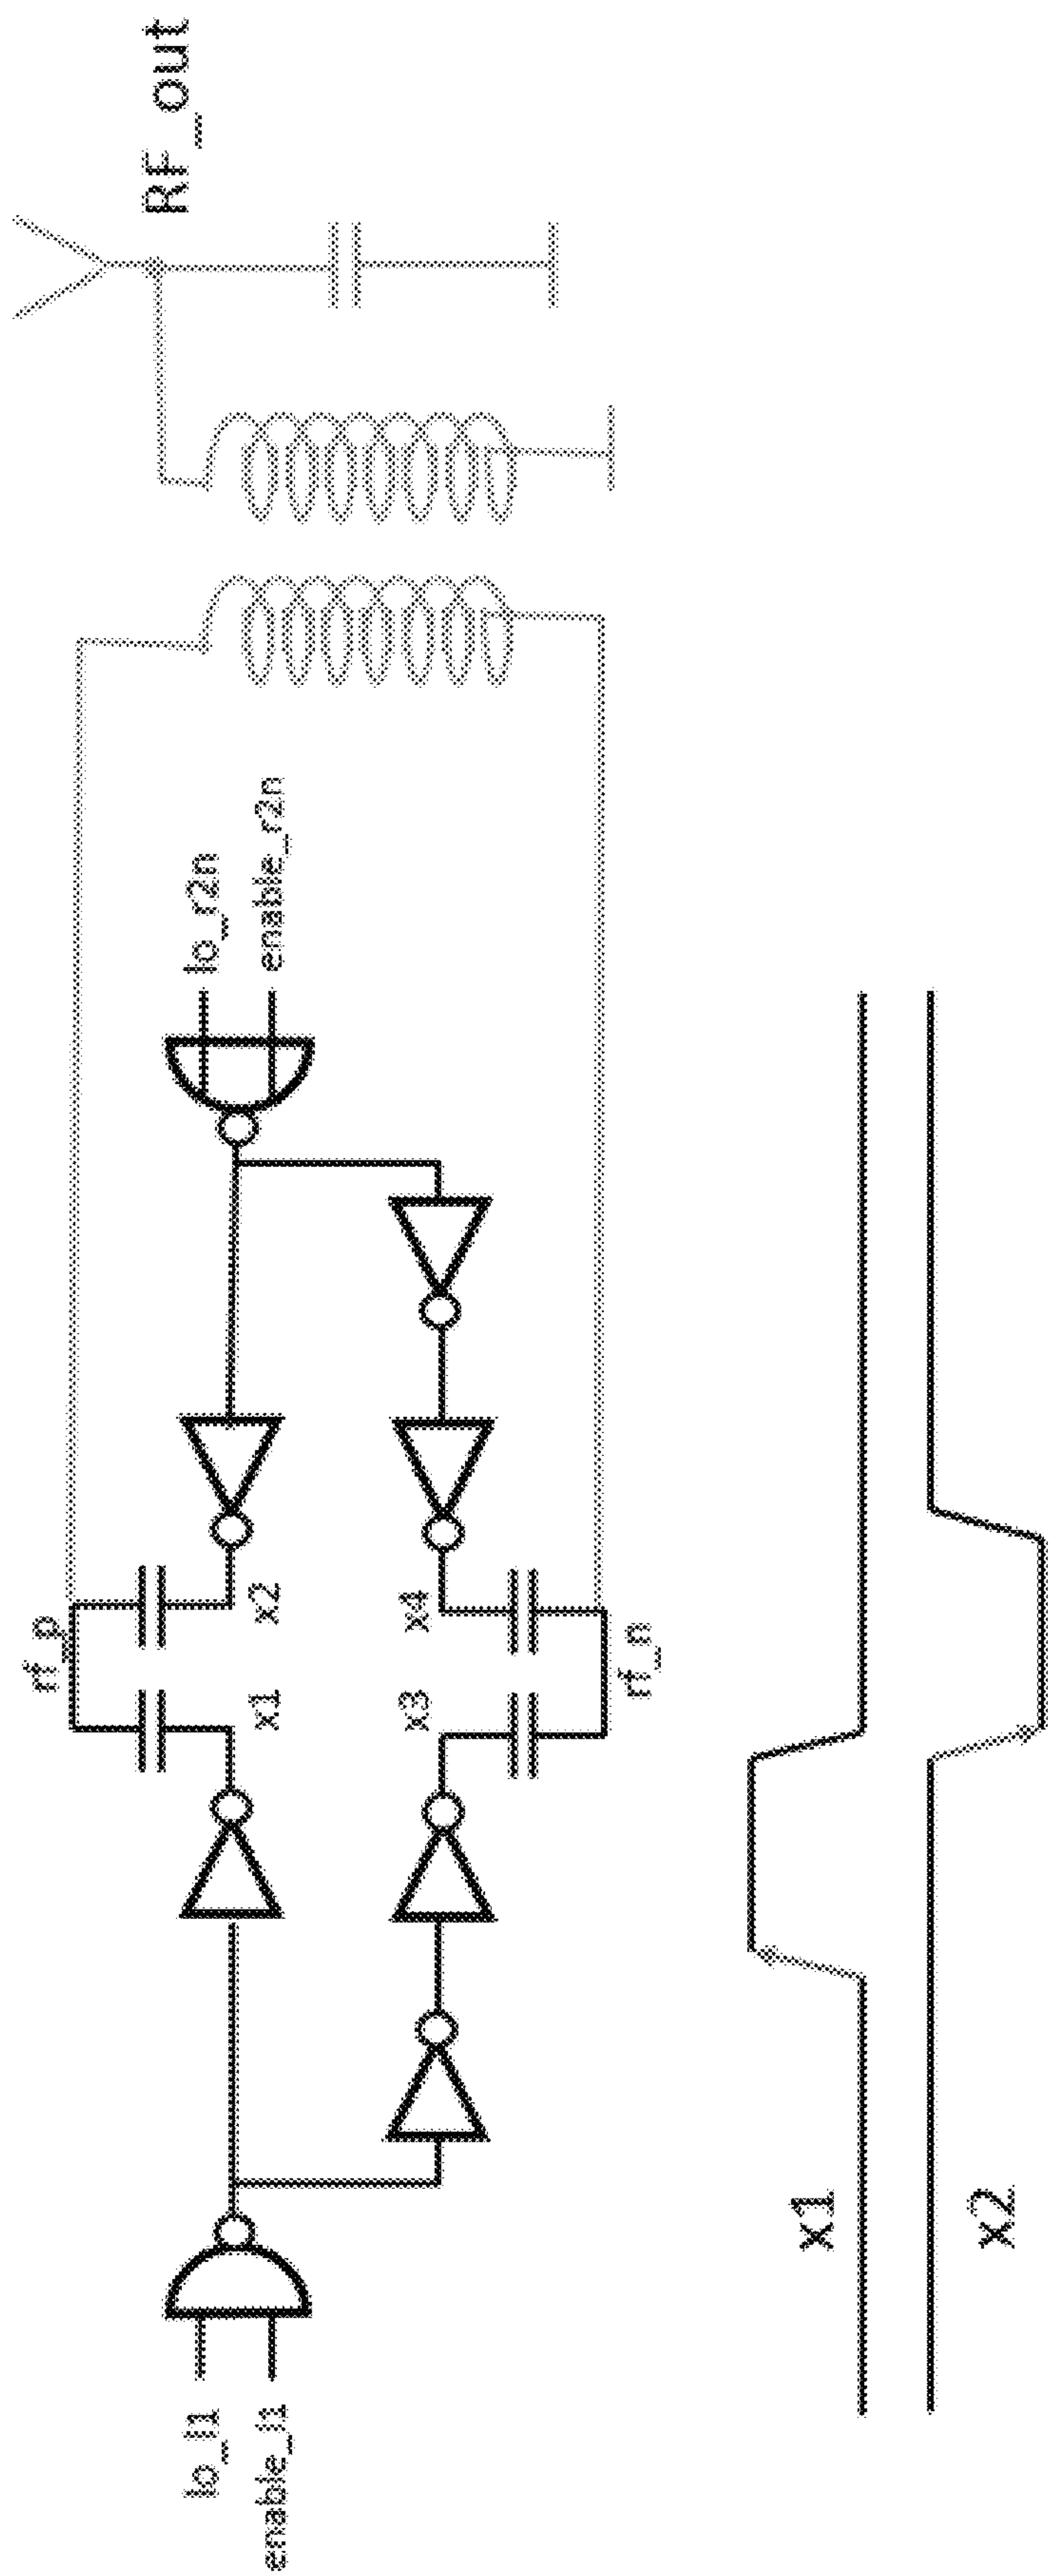 RF_out
lo_r2n
enable_r2n
rf_p
x1
x2
x3
x4
rf_n
lo_l1
enable_l1
x1
x2